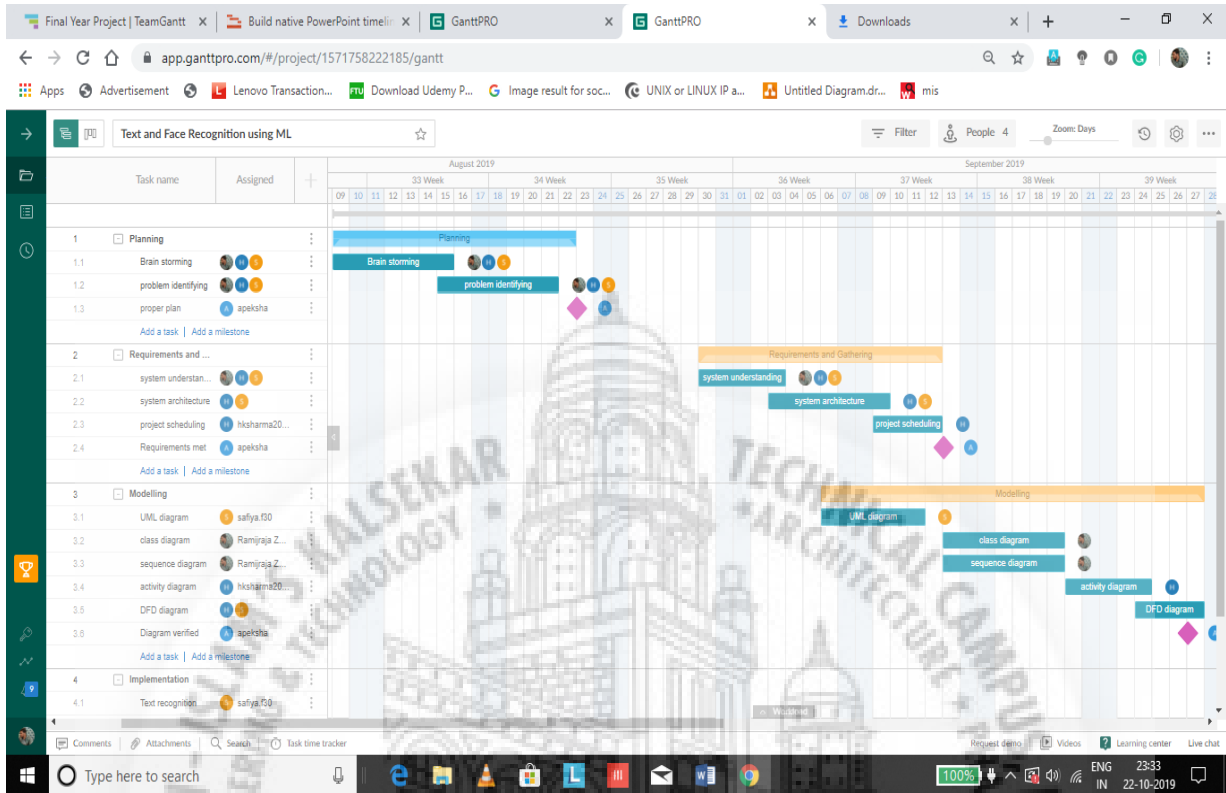 Final Year Project | TeamGantt
Build native PowerPoint timelin
GanttPRO
GanttPRO
Downloads
app.ganttpro.com/#/project/1571758222185/gantt
Apps Advertisement Lenovo Transaction... Download Udemy P... Image result for soc... UNIX or LINUX IP a... Untitled Diagram.dr... mis
Text and Face Recognition using ML
Filter People 4 Zoom: Days
Task name Assigned
August 2019 September 2019
33 Week 34 Week 35 Week 36 Week 37 Week 38 Week 39 Week
09 10 11 12 13 14 15 16 17 18 19 20 21 22 23 24 25 26 27 28 29 30 31 01 02 03 04 05 06 07 08 09 10 11 12 13 14 15 16 17 18 19 20 21 22 23 24 25 26 27 28
1 Planning Planning
1.1 Brain storming H S Brain storming H S
1.2 problem identifying H S problem identifying H S
1.3 proper plan A apeksha A
Add a task | Add a milestone
2 Requirements and ... Requirements and Gathering
2.1 system understan... H S system understanding H S
2.2 system architecture H S system architecture H S
2.3 project scheduling H hksharma20... project scheduling H
2.4 Requirements met A apeksha A
Add a task | Add a milestone
3 Modelling Modelling
3.1 UML diagram S safiya.f30 UML diagram S
3.2 class diagram Ramijraja Z... class diagram
3.3 sequence diagram Ramijraja Z... sequence diagram
3.4 activity diagram H hksharma20... activity diagram H
3.5 DFD diagram H S DFD diagram
3.6 Diagram verified A apeksha A
Add a task | Add a milestone
4 Implementation
4.1 Text recognition S safiya.f30
Workload
9
KALSEKAR TECHNICAL CAMPU
TECHNOLOGY ARCHITECTURE
Comments Attachments Search Task time tracker Request demo Videos Learning center Live chat
Type here to search
100%
ENG 23:33
IN 22-10-2019